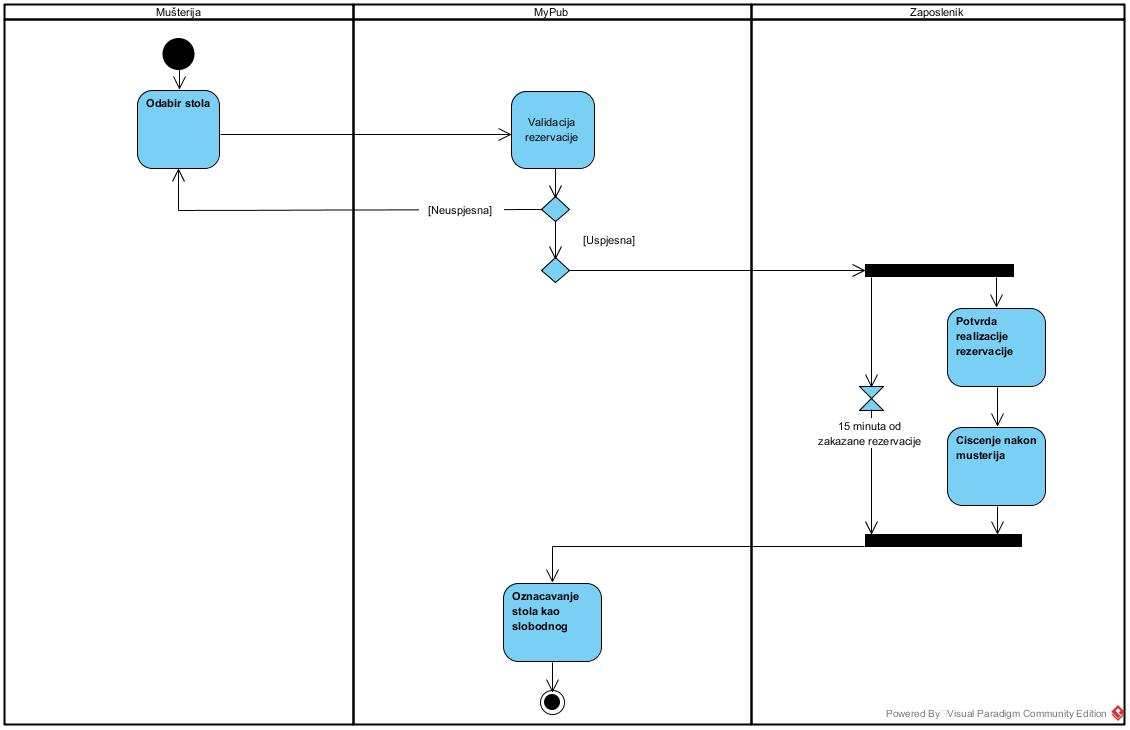 Mušterija
MyPub
Zaposlenik
Odabir stola
Validacija
rezervacije
[Neuspjesna]
[Uspjesna]
Potvrda
realizacije
rezervacije
15 minuta od
zakazane rezervacije
Ciscenje nakon
musterija
Oznacavanje
stola kao
slobodnog
Powered By Visual Paradigm Community Edition